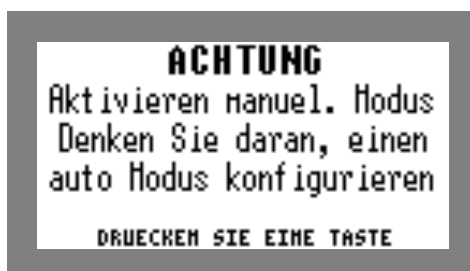 ACHTUNG
Aktivieren manuel. Modus
Denken Sie daran, einen
auto Modus konfigurieren
DRUECKEN SIE EINE TASTE